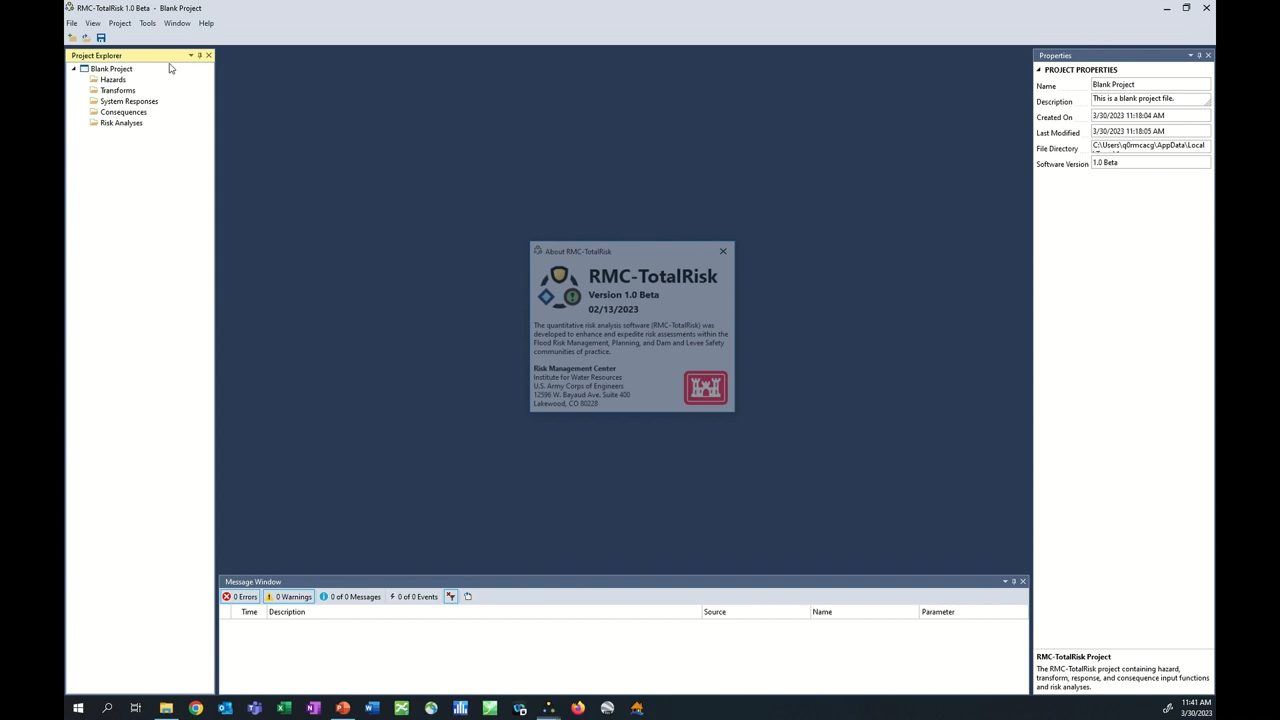 RMC-TotalRisk 1.0 Beta - Blank Project
File View Project Tools Window Help
Project Explorer
Blank Project
Hazards
Transforms
System Responses
Consequences
Risk Analyses
About RMC-TotalRisk
RMC-TotalRisk
Version 1.0 Beta
02/13/2023
The quantitative risk analysis software (RMC-TotalRisk) was
developed to enhance and expedite risk assessments within the
Flood Risk Management, Planning, and Dam and Levee Safety
communities of practice.
Risk Management Center
Institute for Water Resources
U.S. Army Corps of Engineers
12596 W. Bayaud Ave. Suite 400
Lakewood, CO 80228
Properties
PROJECT PROPERTIES
Name Blank Project
Description This is a blank project file.
Created On 3/30/2023 11:18:04 AM
Last Modified 3/30/2023 11:18:05 AM
File Directory C:\Users\q0rmcacg\AppData\Local
Software Version 1.0 Beta
Message Window
0 Errors 0 Warnings 0 of 0 Messages 0 of 0 Events
Time Description Source Name Parameter
RMC-TotalRisk Project
The RMC-TotalRisk project containing hazard,
transform, response, and consequence input functions
and risk analyses.
11:41 AM
3/30/2023